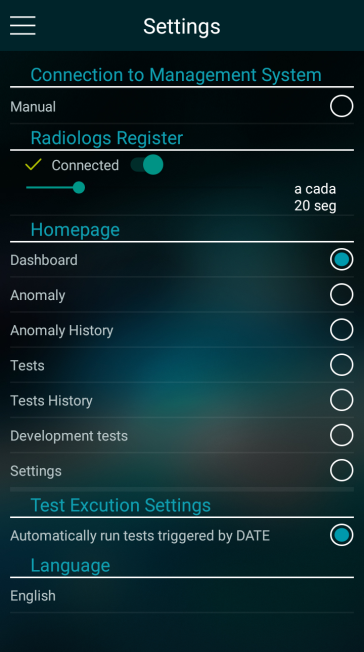 Settings
Connection to Management System
Manual
Radiologs Register
Connected
a cada
20 seg
Homepage
Dashboard
Anomaly
Anomaly History
Tests
Tests History
Development tests
Settings
Test Excution Settings
Automatically run tests triggered by DATE
Language
English